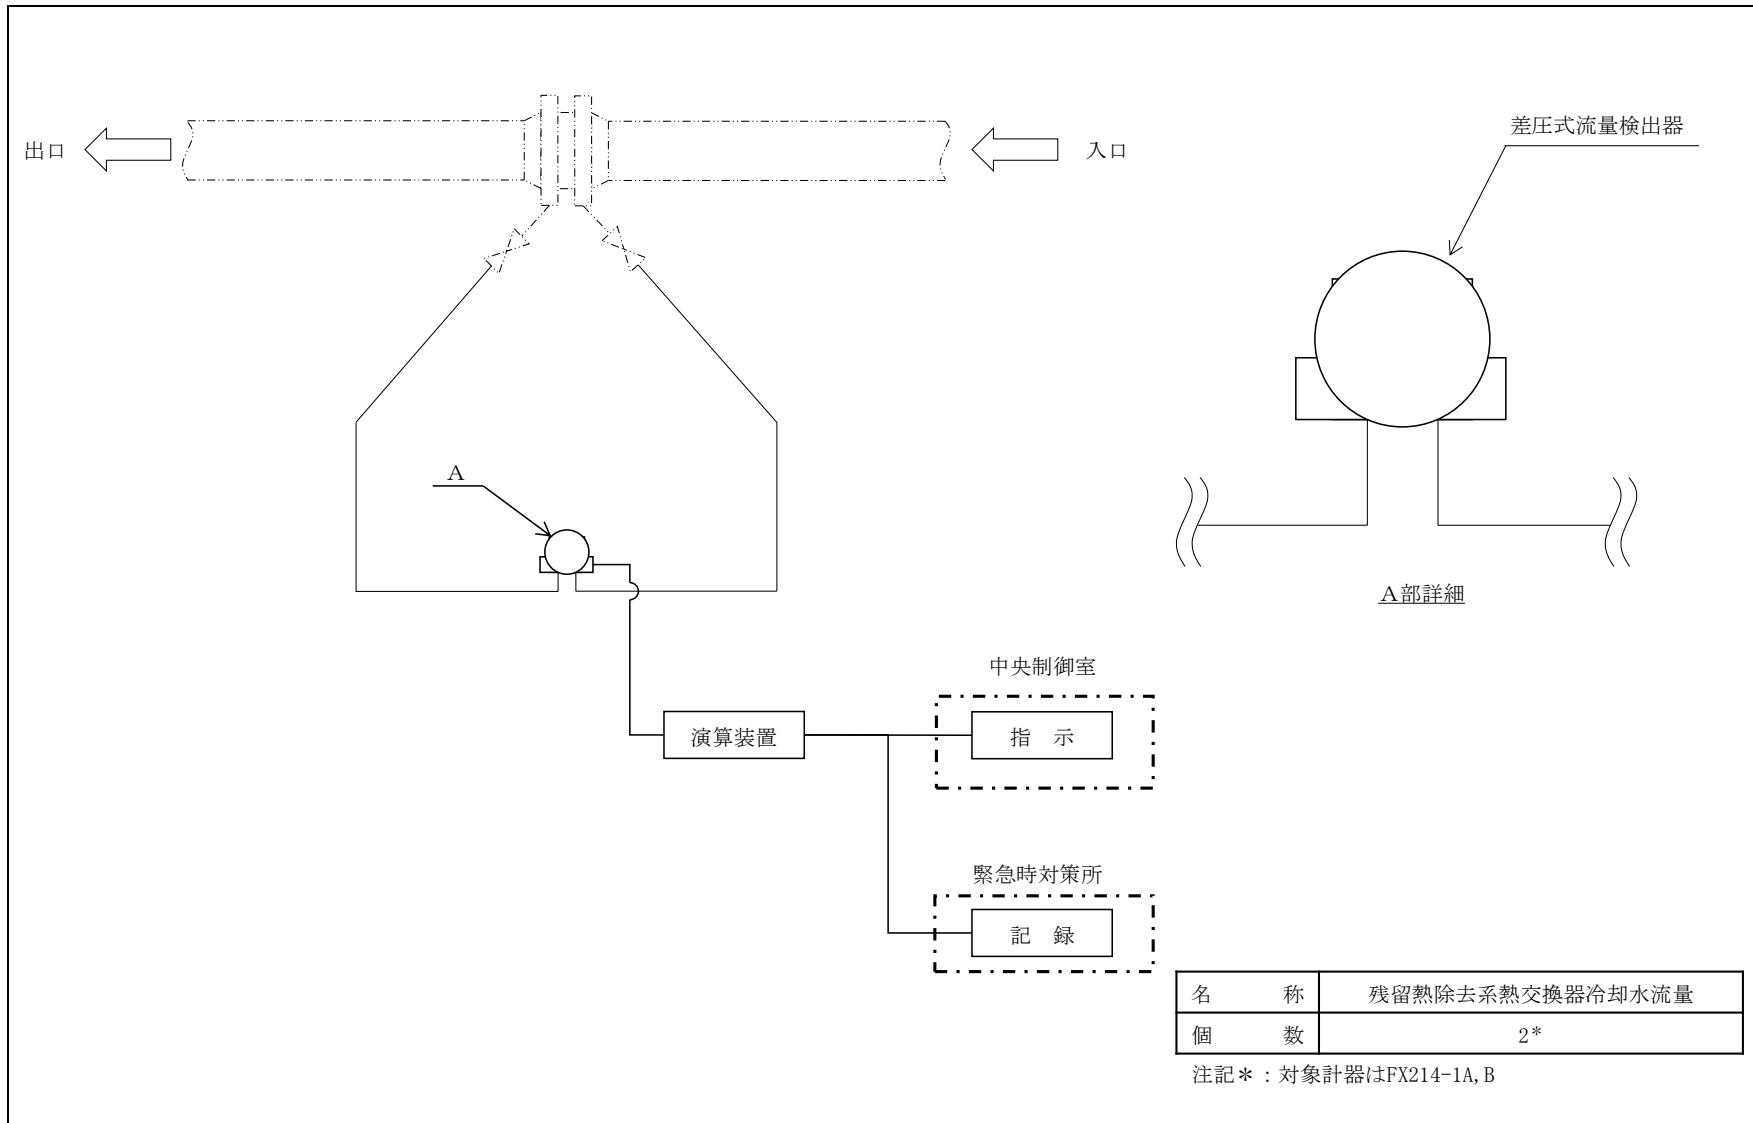 差圧式流量検出器
出口
入口
A
A部詳細
中央制御室
演算装置
指　示
緊急時対策所
記　録
名　称　残留熱除去系熱交換器冷却水流量
個　数　2*
注記＊：対象計器はFX214-1A,B